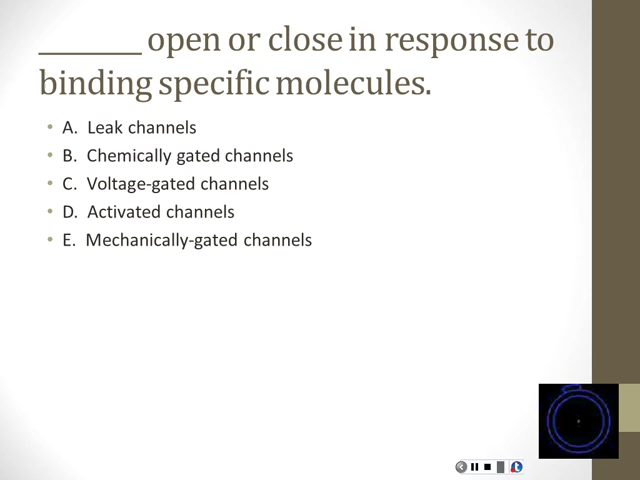 ________ open or close in response to
binding specific molecules.
• A. Leak channels
• B. Chemically gated channels
• C. Voltage-gated channels
• D. Activated channels
• E. Mechanically-gated channels